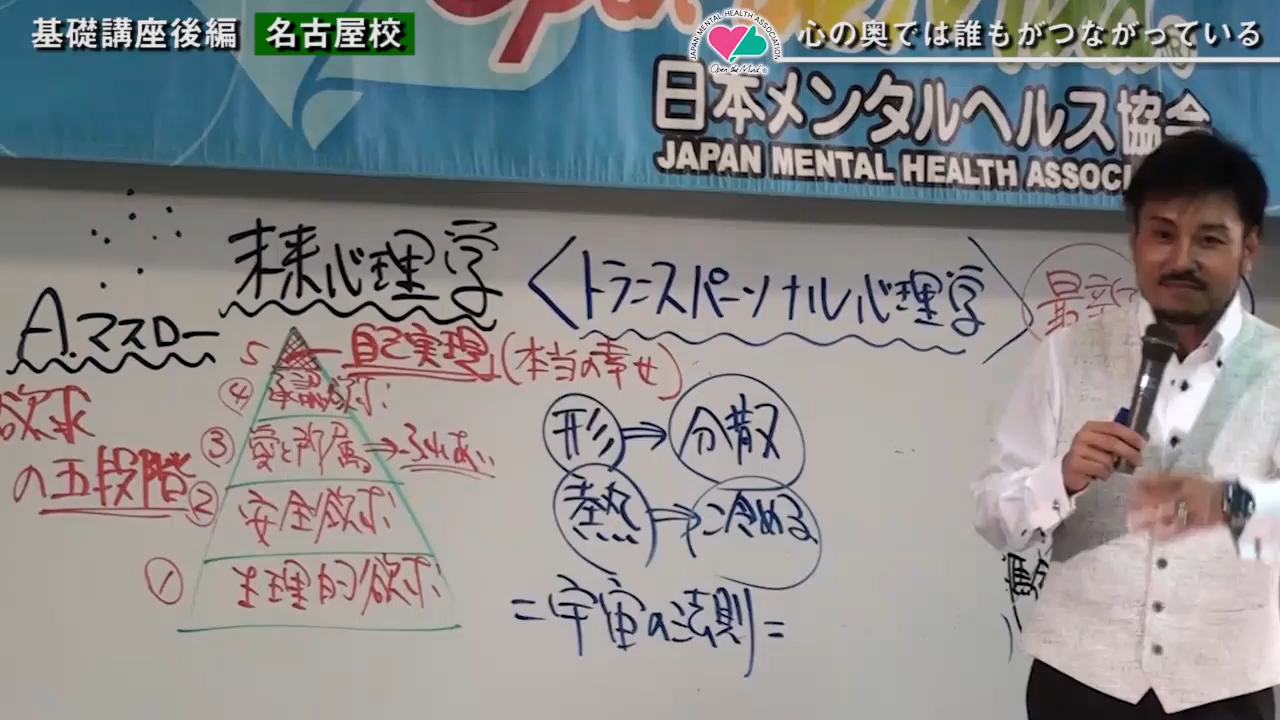 基礎講座後編 名古屋校
心の奥では誰もがつながっている
JAPAN MENTAL HEALTH ASSOCIATION
Open the Mind
日本メンタルヘルス協会
JAPAN MENTAL HEALTH ASSOCI
未来心理学
〈トランスパーソナル心理学〉
A.マスロー
欲求
の五段階
5 自己実現 (本当の幸せ)
④ 承認欲求
③ 愛と所属→ふれあい
② 安全欲求
① 生理的欲求
形→分散
熱→冷める
=宇宙の法則=